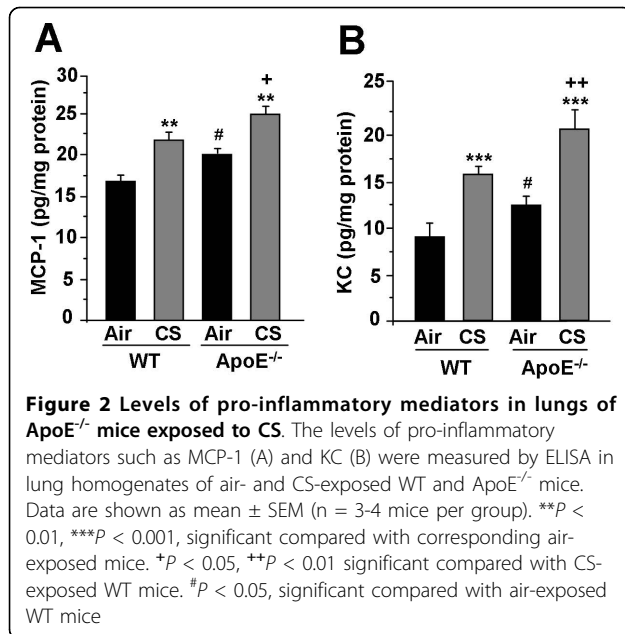 A
MCP-1 (pg/mg protein)
30
25
20
15
10
5
0
**
#
+
**
Air CS Air CS
WT ApoE-/-
B
KC (pg/mg protein)
25
20
15
10
5
0
***
#
++
***
Air CS Air CS
WT ApoE-/-
Figure 2 Levels of pro-inflammatory mediators in lungs of
ApoE-/- mice exposed to CS. The levels of pro-inflammatory
mediators such as MCP-1 (A) and KC (B) were measured by ELISA in
lung homogenates of air- and CS-exposed WT and ApoE-/- mice.
Data are shown as mean ± SEM (n = 3-4 mice per group). **P <
0.01, ***P < 0.001, significant compared with corresponding air-
exposed mice. +P < 0.05, ++P < 0.01 significant compared with CS-
exposed WT mice. #P < 0.05, significant compared with air-exposed
WT mice